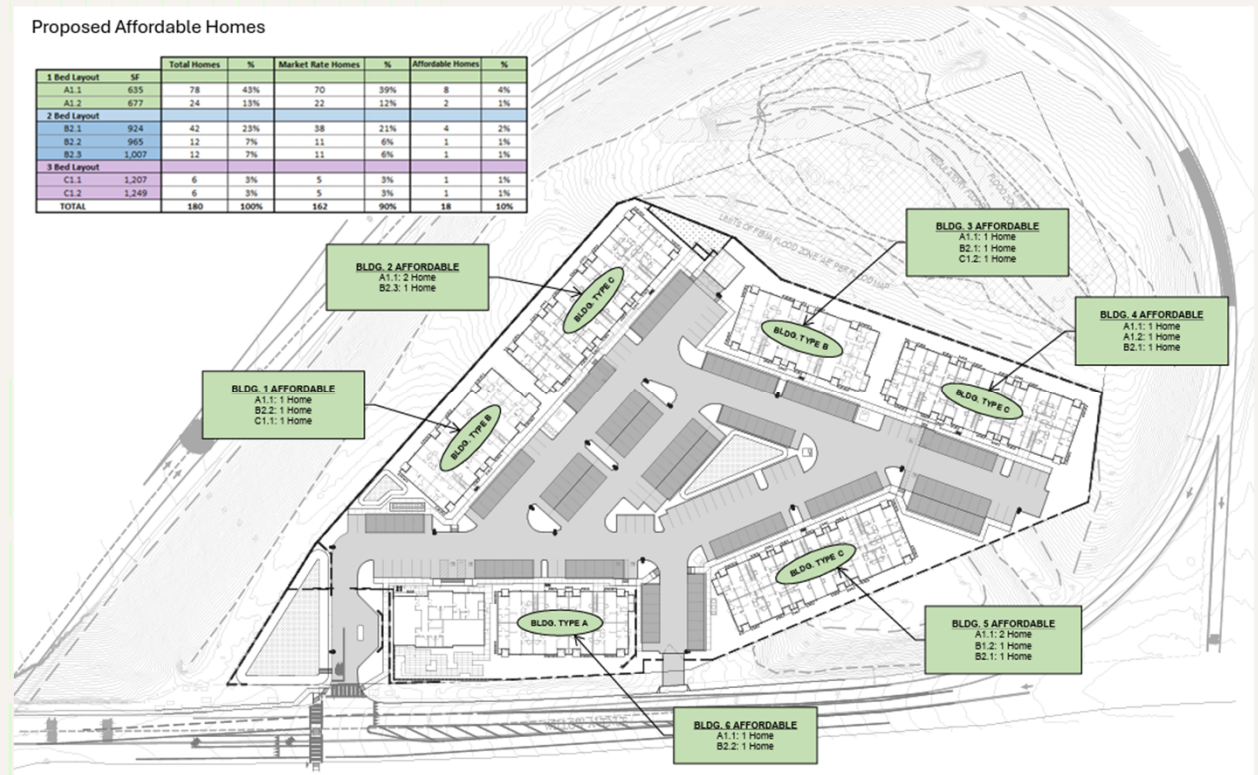 Proposed Affordable Homes
Total Homes % Market Rate Homes % Affordable Homes %
1 Bed Layout SF
A1.1 635 78 43% 70 39% 8 4%
A1.2 677 24 13% 22 12% 2 1%
2 Bed Layout
B2.1 924 42 23% 38 21% 4 2%
B2.2 965 12 7% 11 6% 1 1%
B2.3 1,007 12 7% 11 6% 1 1%
3 Bed Layout
C1.1 1,207 6 3% 5 3% 1 1%
C1.2 1,249 6 3% 5 3% 1 1%
TOTAL 180 100% 162 90% 18 10%
BLDG. 3 AFFORDABLE
A1.1: 1 Home
B2.1: 1 Home
C1.2: 1 Home
LIMITS OF FEMA FLOOD ZONE 'AE' PER FLOOD MAP
BLDG. 2 AFFORDABLE
A1.1: 2 Home
B2.3: 1 Home
BLDG. TYPE C
BLDG. TYPE B
BLDG. 4 AFFORDABLE
A1.1: 1 Home
A1.2: 1 Home
B2.1: 1 Home
BLDG. TYPE C
BLDG. 1 AFFORDABLE
A1.1: 1 Home
B2.2: 1 Home
C1.1: 1 Home
BLDG. TYPE B
BLDG. TYPE C
BLDG. TYPE A
BLDG. 5 AFFORDABLE
A1.1: 2 Home
B1.2: 1 Home
B2.1: 1 Home
BLDG. 6 AFFORDABLE
A1.1: 1 Home
B2.2: 1 Home